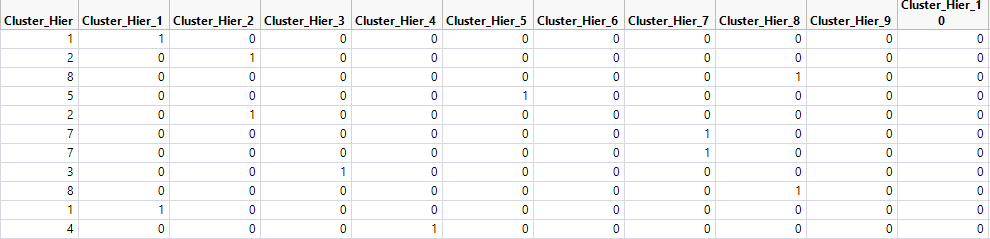 Cluster_Hier Cluster_Hier_1 Cluster_Hier_2 Cluster_Hier_3 Cluster_Hier_4 Cluster_Hier_5 Cluster_Hier_6 Cluster_Hier_7 Cluster_Hier_8 Cluster_Hier_9 Cluster_Hier_1
0
1 1 0 0 0 0 0 0 0 0 0
2 0 1 0 0 0 0 0 0 0 0
8 0 0 0 0 0 0 0 1 0 0
5 0 0 0 0 1 0 0 0 0 0
2 0 1 0 0 0 0 0 0 0 0
7 0 0 0 0 0 0 1 0 0 0
7 0 0 0 0 0 0 1 0 0 0
3 0 0 1 0 0 0 0 0 0 0
8 0 0 0 0 0 0 0 1 0 0
1 1 0 0 0 0 0 0 0 0 0
4 0 0 0 1 0 0 0 0 0 0